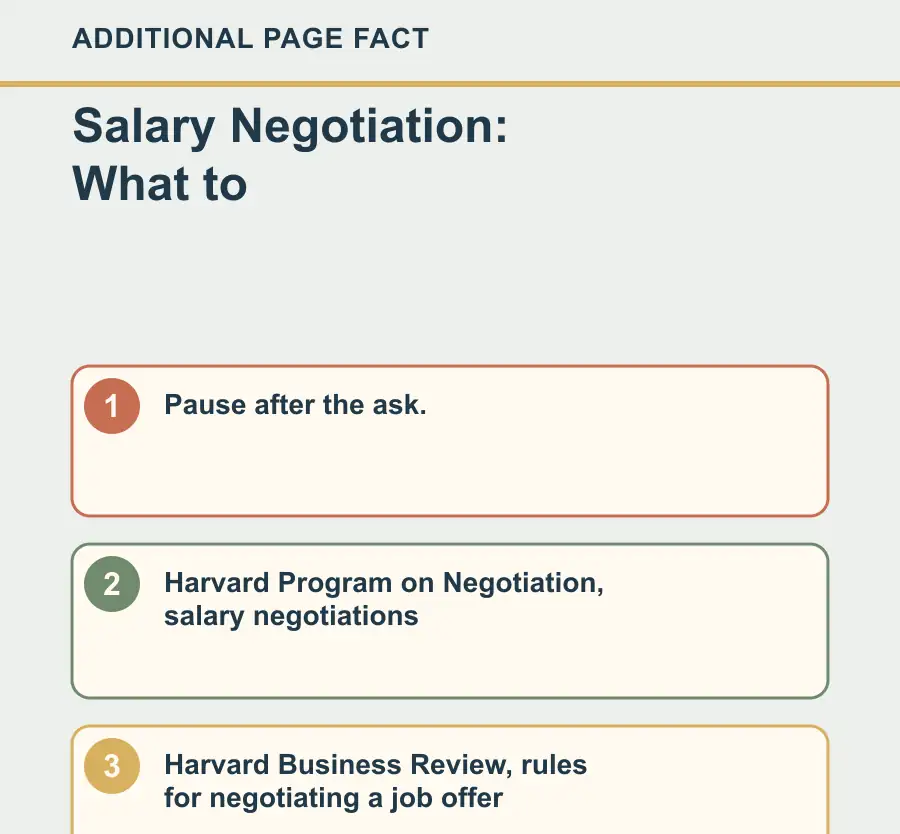 ADDITIONAL PAGE FACT
Salary Negotiation:
What to
1
Pause after the ask.
2
Harvard Program on Negotiation,
salary negotiations
3
Harvard Business Review, rules
for negotiating a job offer